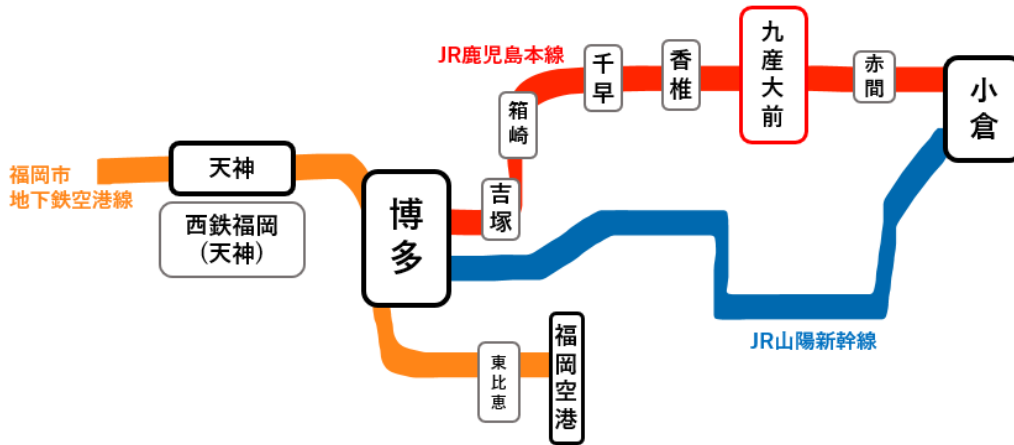 JR鹿児島本線
千早
香椎
九産大前
赤間
小倉
箱崎
吉塚
福岡市
地下鉄空港線
天神
西鉄福岡
(天神)
博多
JR山陽新幹線
東比恵
福岡空港